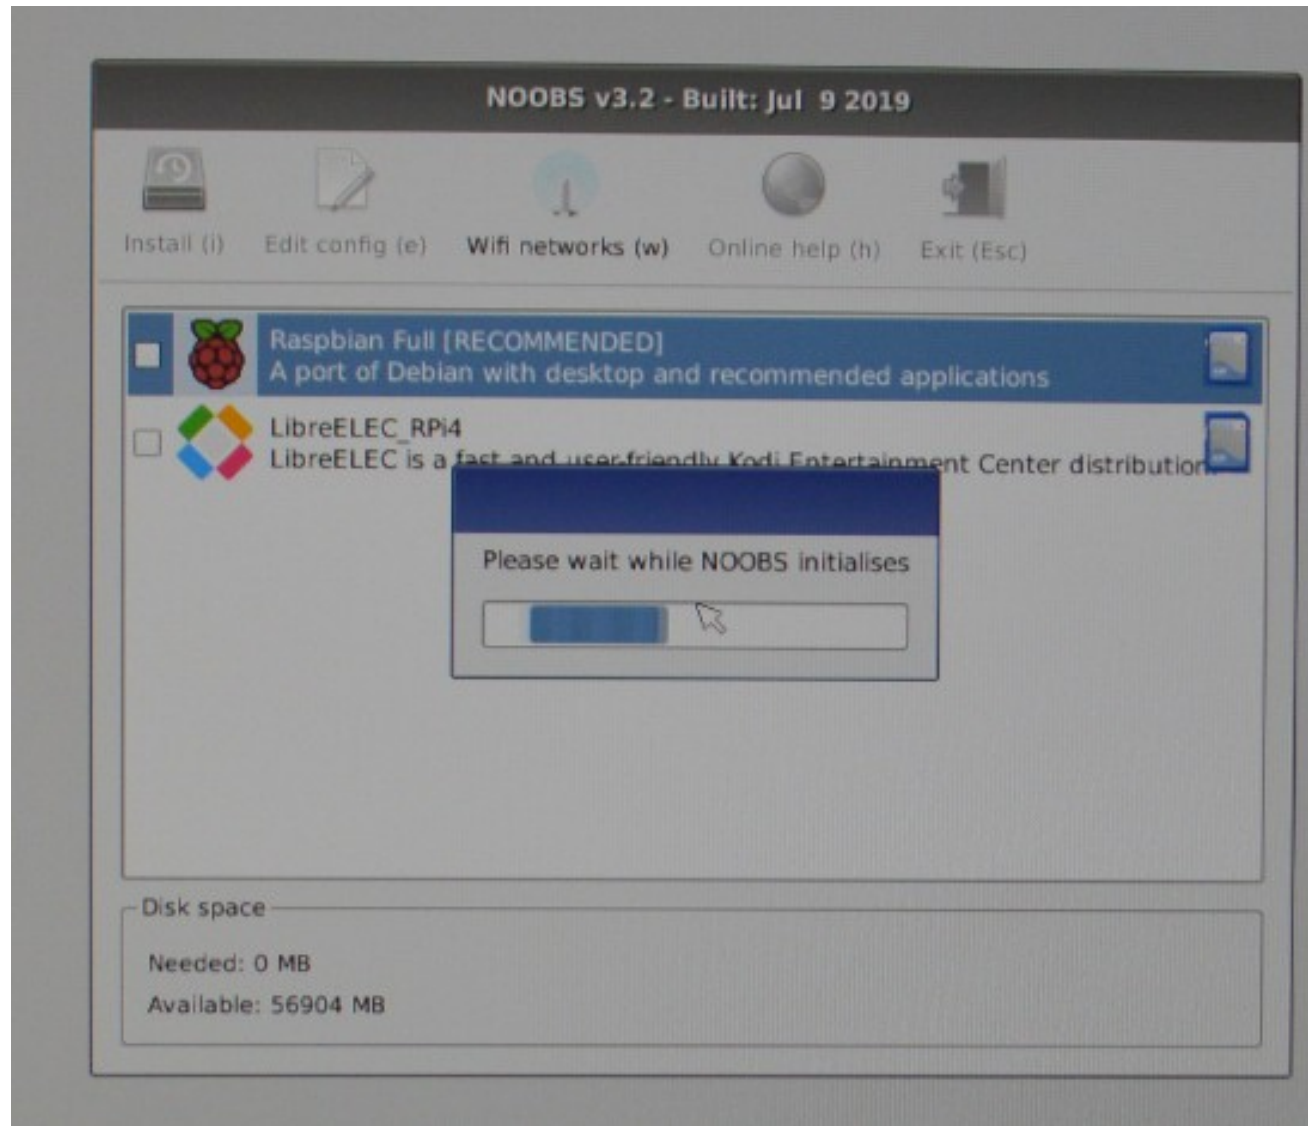 NOOBS v3.2 - Built: Jul  9 2019
Install (i) Edit config (e) Wifi networks (w) Online help (h) Exit (Esc)
Raspbian Full [RECOMMENDED]
A port of Debian with desktop and recommended applications
LibreELEC_RPi4
LibreELEC is a fast and user-friendly Kodi Entertainment Center distribution.
Please wait while NOOBS initialises
Disk space
Needed: 0 MB
Available: 56904 MB